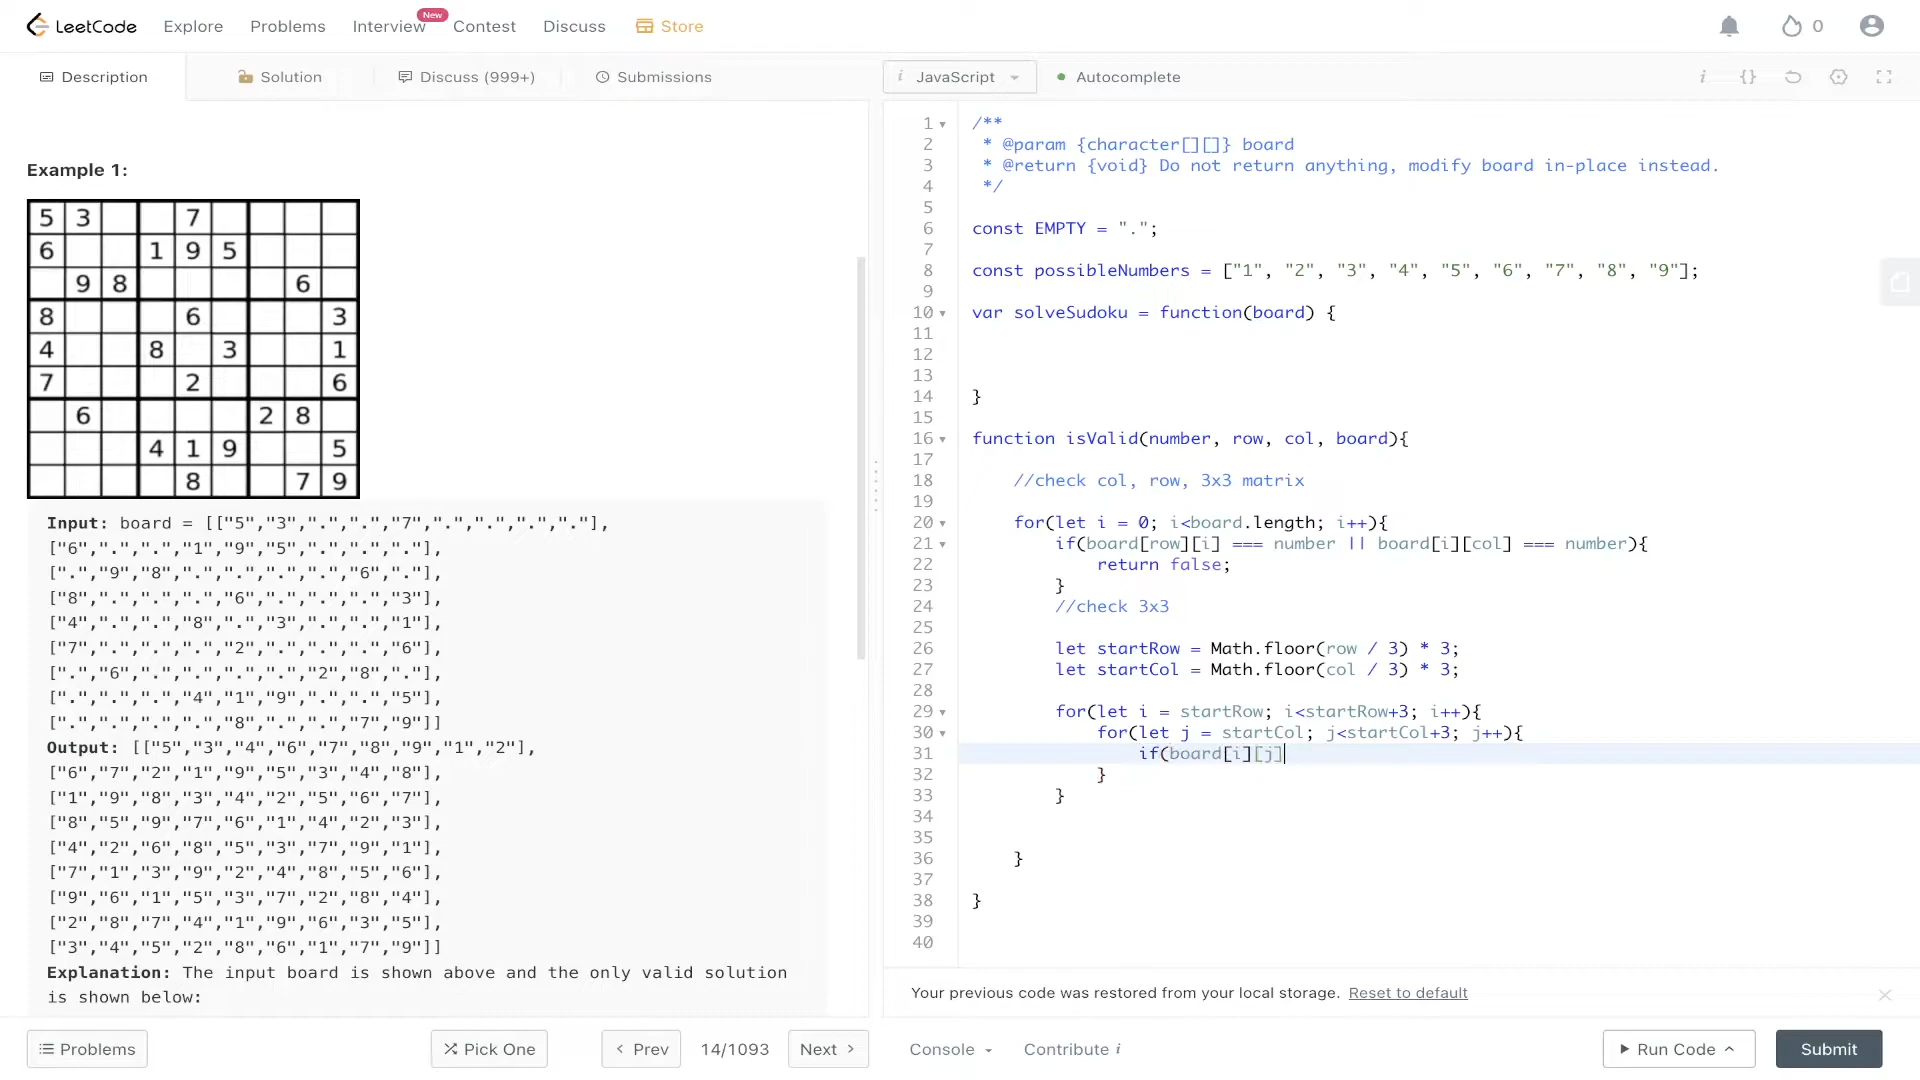 LeetCode Explore Problems Interview New Contest Discuss Store 0
Description Solution Discuss (999+) Submissions
i JavaScript Autocomplete i {}
Example 1:
5 3 7
6 1 9 5
9 8 6
8 6 3
4 8 3 1
7 2 6
6 2 8
4 1 9 5
8 7 9
Input: board = [["5","3",".",".","7",".",".",".","."],
["6",".",".","1","9","5",".",".","."],
[".","9","8",".",".",".",".","6","."],
["8",".",".",".","6",".",".",".","3"],
["4",".",".","8",".","3",".",".","1"],
["7",".",".",".","2",".",".",".","6"],
[".","6",".",".",".",".","2","8","."],
[".",".",".","4","1","9",".",".","5"],
[".",".",".",".","8",".",".","7","9"]]
Output: [["5","3","4","6","7","8","9","1","2"],
["6","7","2","1","9","5","3","4","8"],
["1","9","8","3","4","2","5","6","7"],
["8","5","9","7","6","1","4","2","3"],
["4","2","6","8","5","3","7","9","1"],
["7","1","3","9","2","4","8","5","6"],
["9","6","1","5","3","7","2","8","4"],
["2","8","7","4","1","9","6","3","5"],
["3","4","5","2","8","6","1","7","9"]]
Explanation: The input board is shown above and the only valid solution
is shown below:
1 /**
2 * @param {character[][]} board
3 * @return {void} Do not return anything, modify board in-place instead.
4 */
5
6 const EMPTY = ".";
7
8 const possibleNumbers = ["1", "2", "3", "4", "5", "6", "7", "8", "9"];
9
10 var solveSudoku = function(board) {
11
12
13
14 }
15
16 function isValid(number, row, col, board){
17
18 //check col, row, 3x3 matrix
19
20 for(let i = 0; i<board.length; i++){
21 if(board[row][i] === number || board[i][col] === number){
22 return false;
23 }
24 //check 3x3
25
26 let startRow = Math.floor(row / 3) * 3;
27 let startCol = Math.floor(col / 3) * 3;
28
29 for(let i = startRow; i<startRow+3; i++){
30 for(let j = startCol; j<startCol+3; j++){
31 if(board[i][j]
32 }
33 }
34
35
36 }
37
38 }
39
40
Your previous code was restored from your local storage. Reset to default
Problems Pick One Prev 14/1093 Next Console Contribute i Run Code Submit